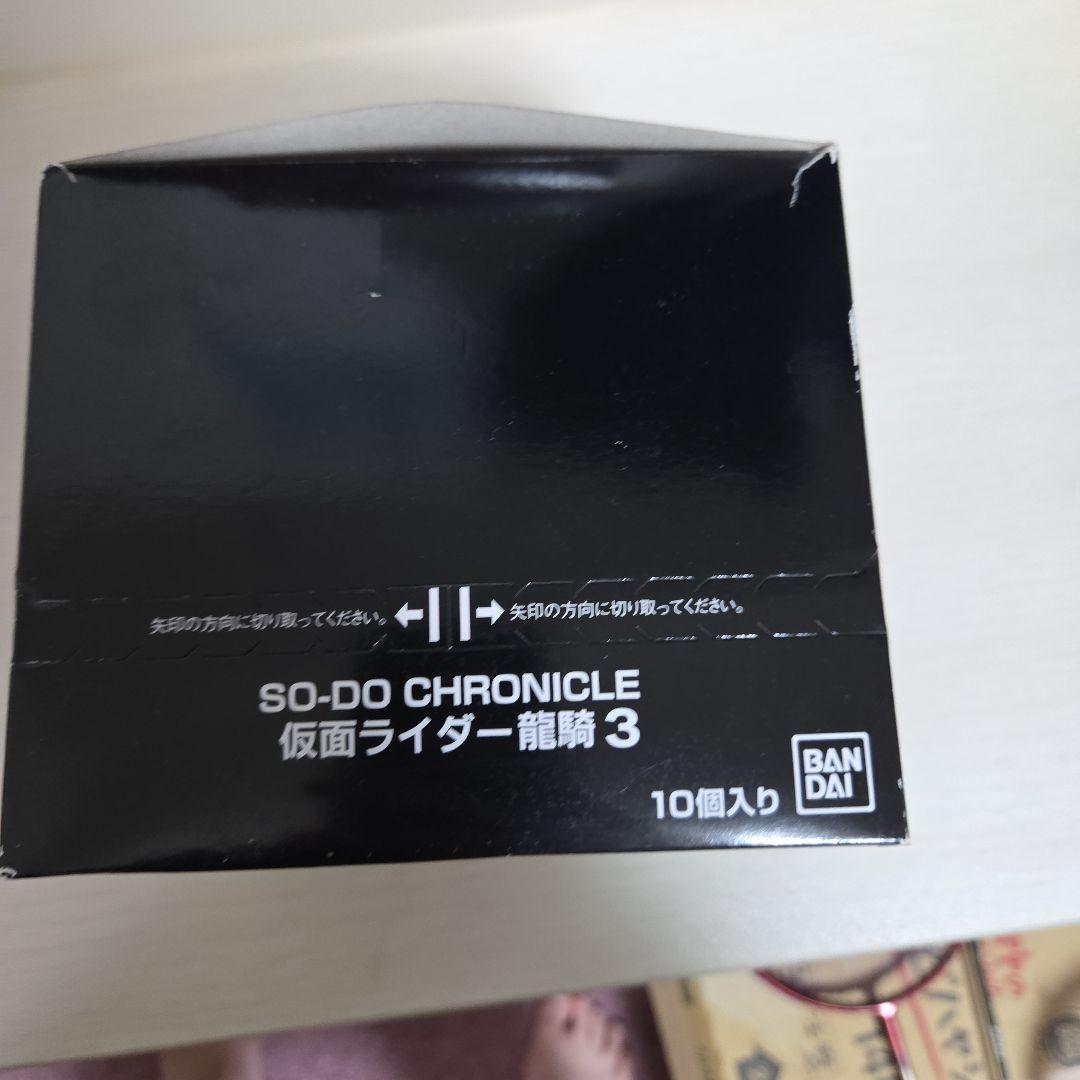 矢印の方向に切り取ってください。 矢印の方向に切り取ってください。
SO-DO CHRONICLE
仮面ライダー龍騎3
10個入り
BAN
DAI